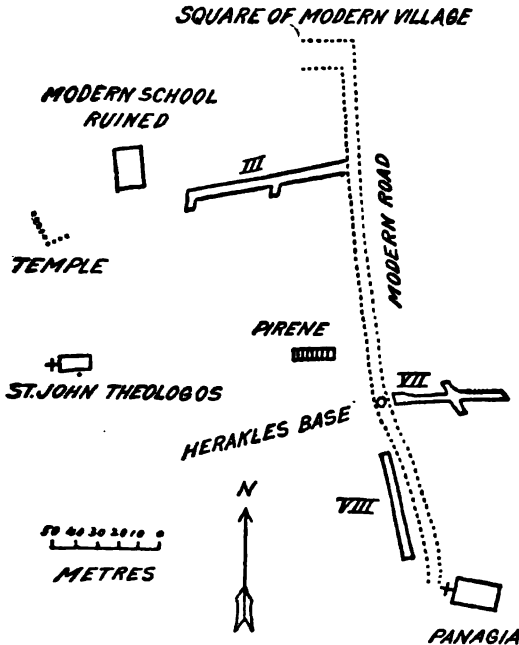 SQUARE OF MODERN VILLAGE
MODERN SCHOOL
RUINED
III
MODERN ROAD
TEMPLE
PIRENE
ST. JOHN THEOLOGOS
VII
HERAKLES BASE
N
VIII
50 40 30 20 10 0
METRES
PANAGIA